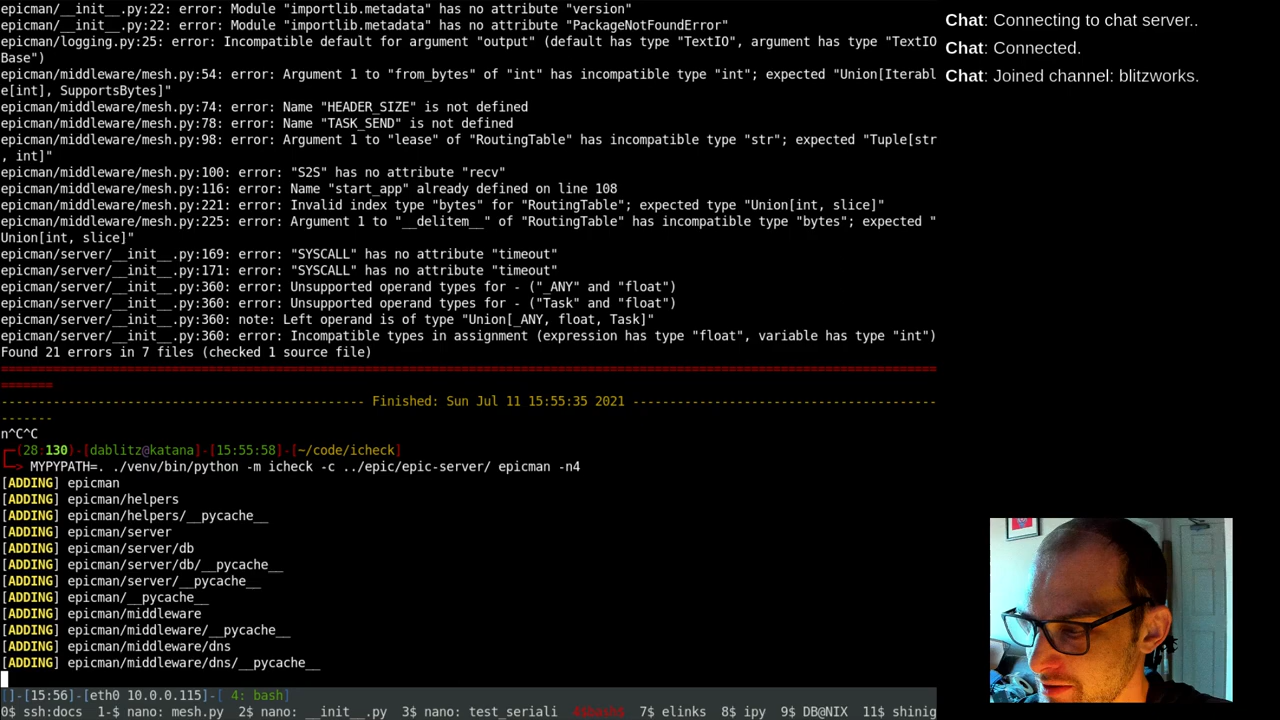 epicman/__init__.py:22: error: Module "importlib.metadata" has no attribute "version"
epicman/__init__.py:22: error: Module "importlib.metadata" has no attribute "PackageNotFoundError"
epicman/logging.py:25: error: Incompatible default for argument "output" (default has type "TextIO", argument has type "TextIO
Base")
epicman/middleware/mesh.py:54: error: Argument 1 to "from_bytes" of "int" has incompatible type "int"; expected "Union[Iterabl
e[int], SupportsBytes]"
epicman/middleware/mesh.py:74: error: Name "HEADER_SIZE" is not defined
epicman/middleware/mesh.py:78: error: Name "TASK_SEND" is not defined
epicman/middleware/mesh.py:98: error: Argument 1 to "lease" of "RoutingTable" has incompatible type "str"; expected "Tuple[str
, int]"
epicman/middleware/mesh.py:100: error: "S2S" has no attribute "recv"
epicman/middleware/mesh.py:116: error: Name "start_app" already defined on line 108
epicman/middleware/mesh.py:221: error: Invalid index type "bytes" for "RoutingTable"; expected type "Union[int, slice]"
epicman/middleware/mesh.py:225: error: Argument 1 to "__delitem__" of "RoutingTable" has incompatible type "bytes"; expected "
Union[int, slice]"
epicman/server/__init__.py:169: error: "SYSCALL" has no attribute "timeout"
epicman/server/__init__.py:171: error: "SYSCALL" has no attribute "timeout"
epicman/server/__init__.py:360: error: Unsupported operand types for - ("_ANY" and "float")
epicman/server/__init__.py:360: error: Unsupported operand types for - ("Task" and "float")
epicman/server/__init__.py:360: note: Left operand is of type "Union[_ANY, float, Task]"
epicman/server/__init__.py:360: error: Incompatible types in assignment (expression has type "float", variable has type "int")
Found 21 errors in 7 files (checked 1 source file)
Finished: Sun Jul 11 15:55:35 2021
n^C^C
(28:130)-[dablitz@katana]-[15:55:58]-[~/code/icheck]
MYPYPATH=. ./venv/bin/python -m icheck -c ../epic/epic-server/ epicman -n4
[ADDING] epicman
[ADDING] epicman/helpers
[ADDING] epicman/helpers/__pycache__
[ADDING] epicman/server
[ADDING] epicman/server/db
[ADDING] epicman/server/db/__pycache__
[ADDING] epicman/server/__pycache__
[ADDING] epicman/__pycache__
[ADDING] epicman/middleware
[ADDING] epicman/middleware/__pycache__
[ADDING] epicman/middleware/dns
[ADDING] epicman/middleware/dns/__pycache__
[]-[15:56]-[eth0 10.0.0.115]-[ 4: bash]
0$ ssh:docs 1-$ nano: mesh.py 2$ nano: __init__.py 3$ nano: test_seriali 4$bash$ 7$ elinks 8$ ipy 9$ DB@NIX 11$ shinig
Chat: Connecting to chat server..
Chat: Connected.
Chat: Joined channel: blitzworks.